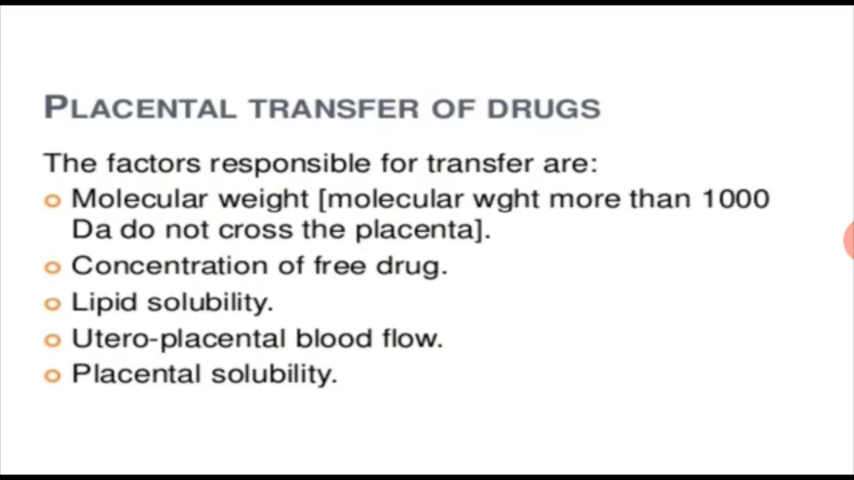 PLACENTAL TRANSFER OF DRUGS
The factors responsible for transfer are:
Molecular weight [molecular wght more than 1000
Da do not cross the placenta].
Concentration of free drug.
Lipid solubility.
Utero-placental blood flow.
Placental solubility.